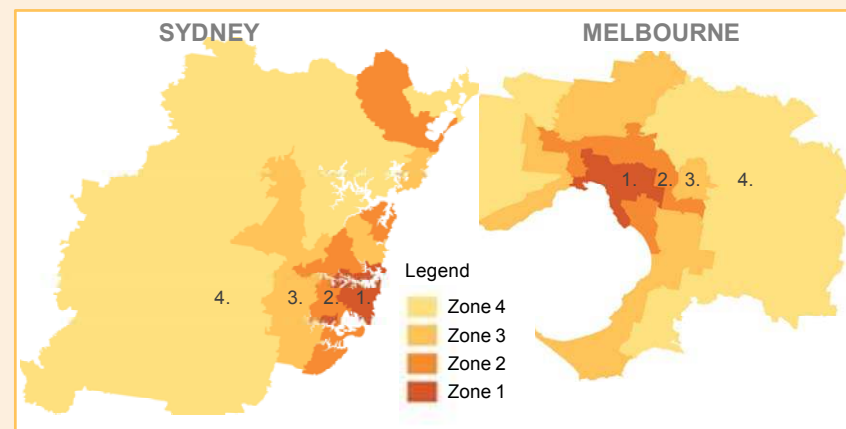 SYDNEY
MELBOURNE
1. 2. 3. 4.
4. 3. 2. 1.
Legend
Zone 4
Zone 3
Zone 2
Zone 1